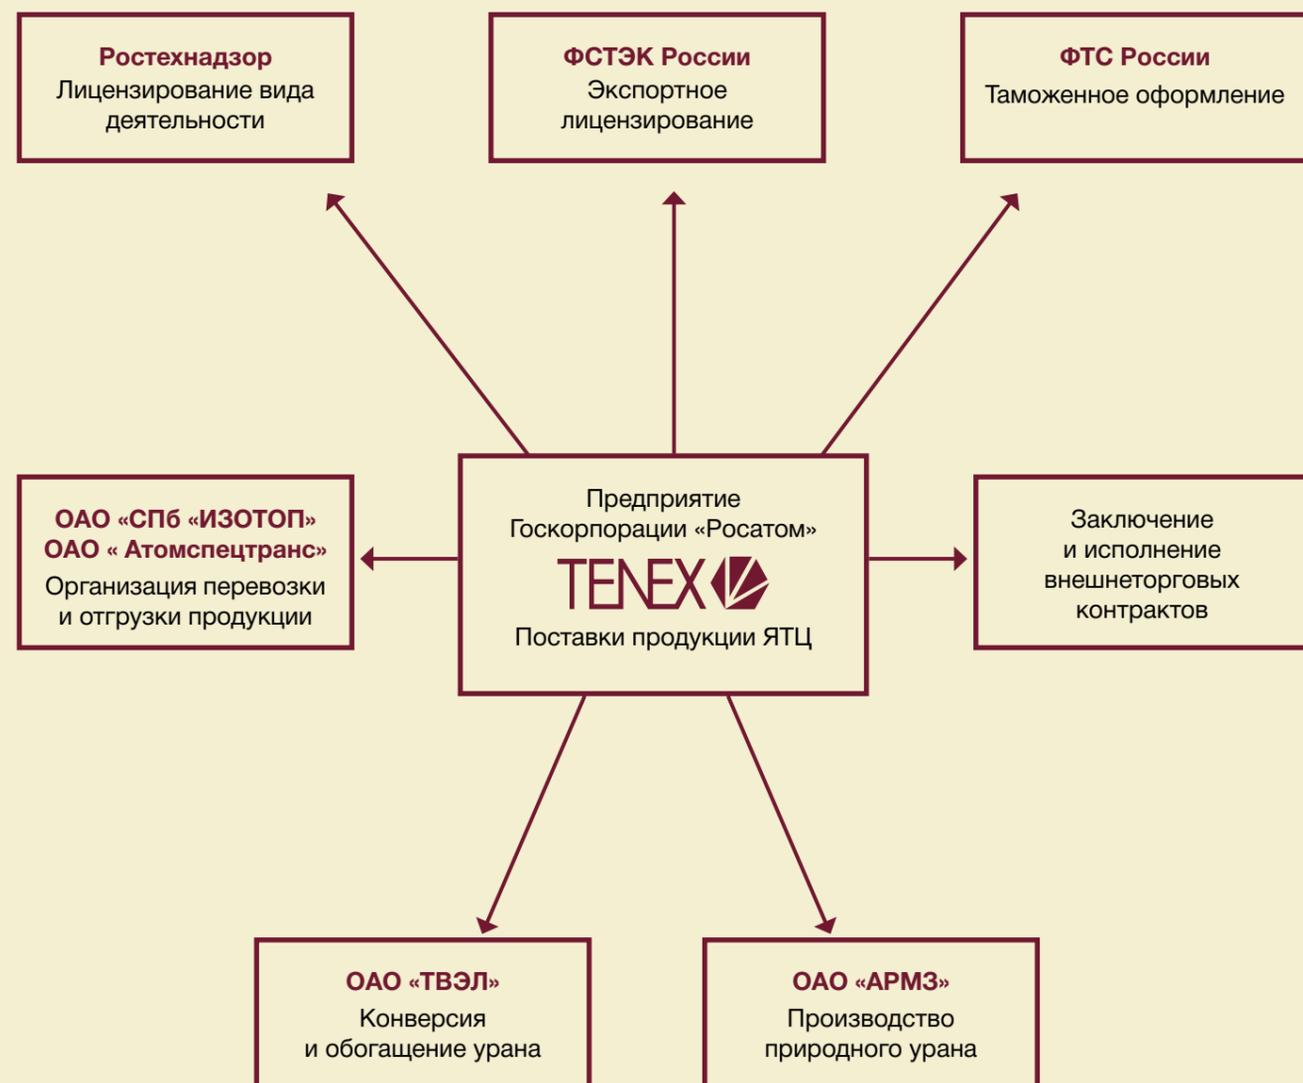 Ростехнадзор
Лицензирование вида
деятельности
ФСТЭК России
Экспортное
лицензирование
ФТС России
Таможенное оформление
ОАО «СПб «ИЗОТОП»
ОАО « Атомспецтранс»
Организация перевозки
и отгрузки продукции
Предприятие
Госкорпорации «Росатом»
TENEX
Поставки продукции ЯТЦ
Заключение
и исполнение
внешнеторговых
контрактов
ОАО «ТВЭЛ»
Конверсия
и обогащение урана
ОАО «АРМЗ»
Производство
природного урана